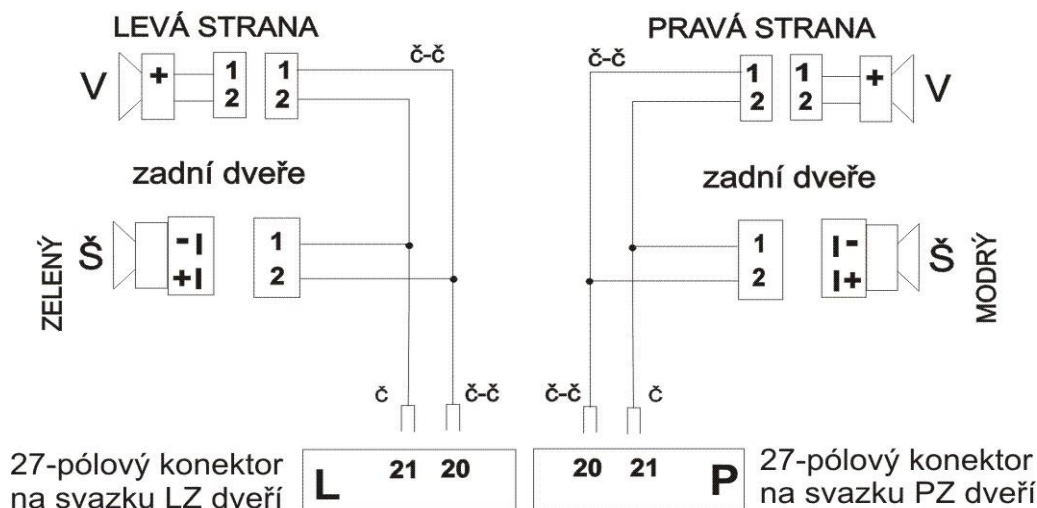 LEVÁ STRANA
PRAVÁ STRANA
č-č
č-č
V + 1 1
2 2
1 1 + V
2 2
zadní dveře
zadní dveře
ZELENÝ
Š - 1
+ 2
1 - Š
2 +
MODRÝ
č č-č
č-č č
27-pólový konektor
na svazku LZ dveří
L 21 20
20 21 P
27-pólový konektor
na svazku PZ dveří